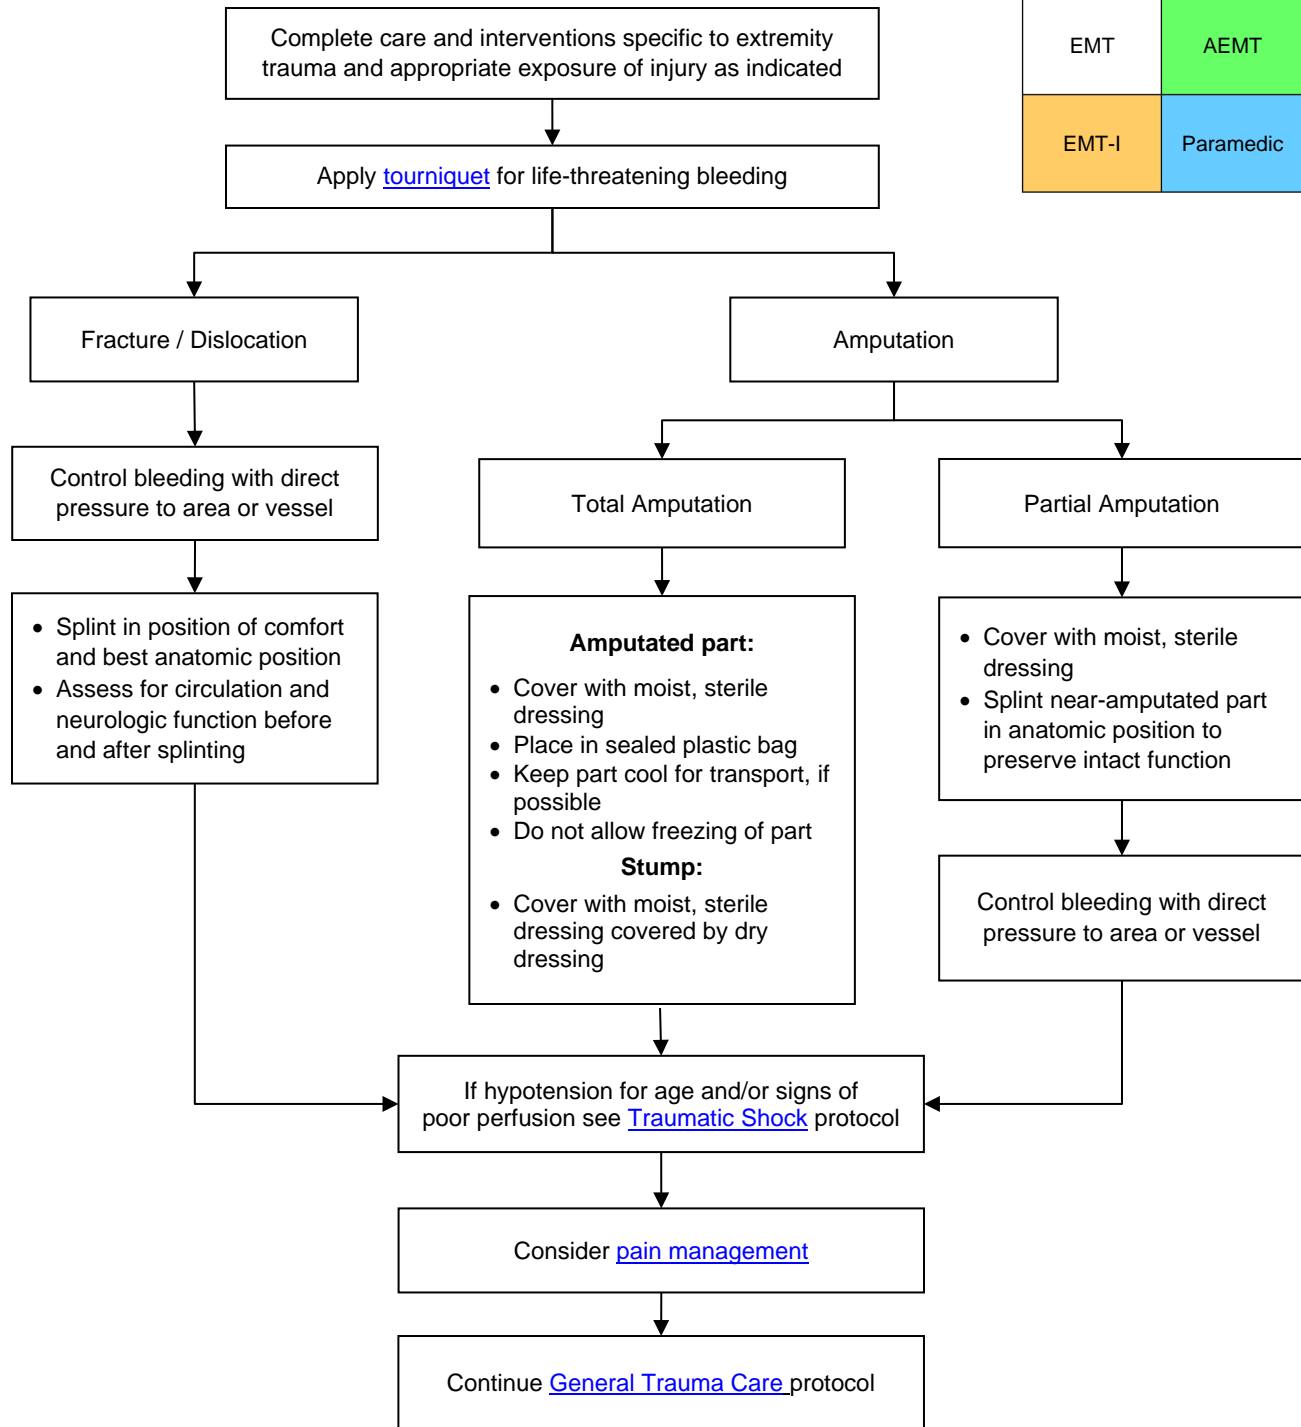 Complete care and interventions specific to extremity
trauma and appropriate exposure of injury as indicated
EMT
AEMT
EMT-I
Paramedic
Apply tourniquet for life-threatening bleeding
Fracture / Dislocation
Amputation
Control bleeding with direct
pressure to area or vessel
Total Amputation
Partial Amputation
• Splint in position of comfort
and best anatomic position
• Assess for circulation and
neurologic function before
and after splinting
Amputated part:
• Cover with moist, sterile
dressing
• Place in sealed plastic bag
• Keep part cool for transport, if
possible
• Do not allow freezing of part
Stump:
• Cover with moist, sterile
dressing covered by dry
dressing
• Cover with moist, sterile
dressing
• Splint near-amputated part
in anatomic position to
preserve intact function
Control bleeding with direct
pressure to area or vessel
If hypotension for age and/or signs of
poor perfusion see Traumatic Shock protocol
Consider pain management
Continue General Trauma Care protocol